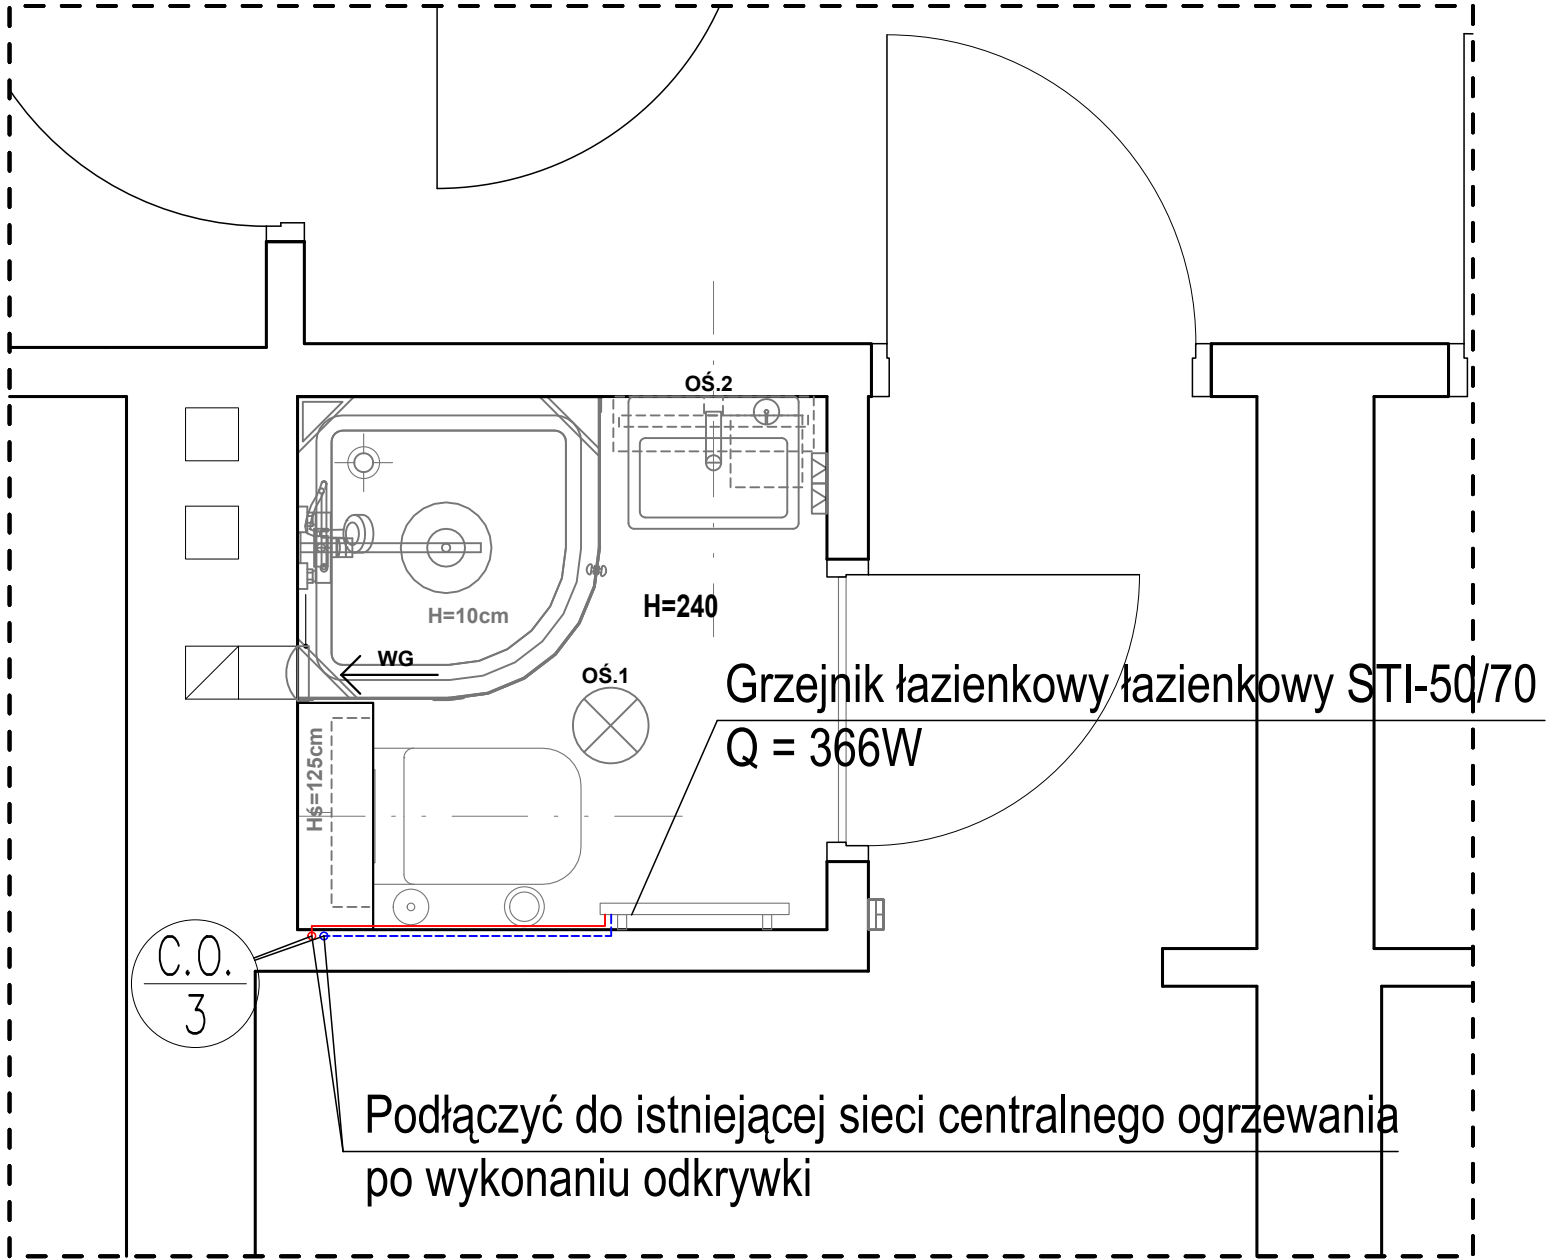 OŚ.2
H=10cm
H=240
WG
OŚ.1
Grzejnik łazienkowy łazienkowy STI-50/70
Q = 366W
Hś=125cm
C.O.
3
Podłączyć do istniejącej sieci centralnego ogrzewania
po wykonaniu odkrywki